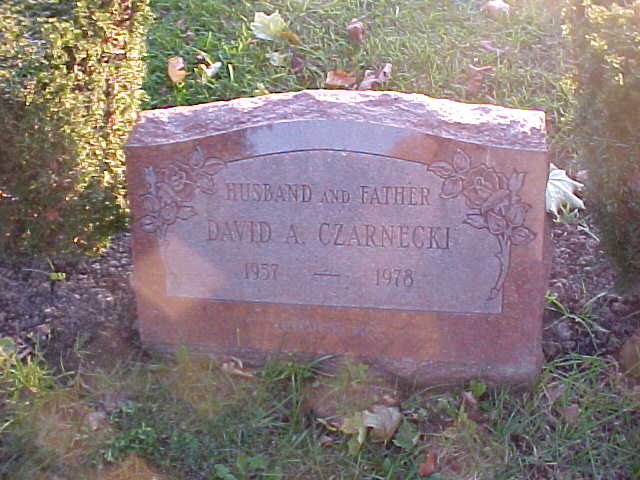 HUSBAND AND FATHER
DAVID A. CZARNECKI
1957 — 1978